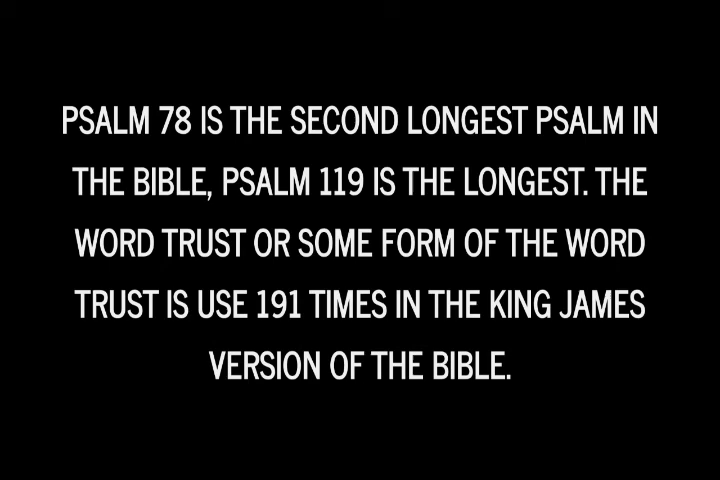 PSALM 78 IS THE SECOND LONGEST PSALM IN
THE BIBLE, PSALM 119 IS THE LONGEST. THE
WORD TRUST OR SOME FORM OF THE WORD
TRUST IS USE 191 TIMES IN THE KING JAMES
VERSION OF THE BIBLE.